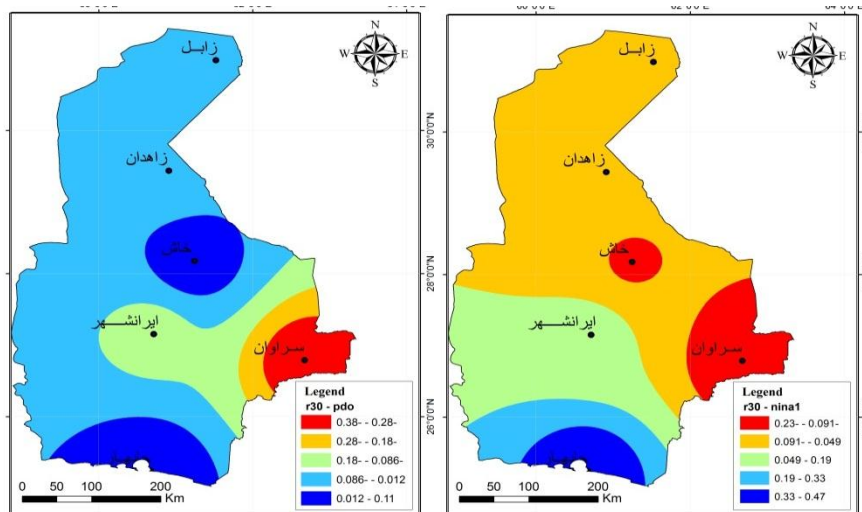 N
W E
S
زابل
زاهدان
خاش
ایرانشهر
سراوان
Legend
r30 - pdo
0.38- - 0.28-
0.28- - 0.18-
0.18- - 0.086-
0.086- - 0.012
0.012 - 0.11
0 50 100 200
Km
N
W E
S
30°0'0"N
28°0'0"N
26°0'0"N
زابل
زاهدان
خاش
ایرانشهر
سراوان
Legend
r30 - nina1
0.23- - 0.091-
0.091- - 0.049
0.049 - 0.19
0.19 - 0.33
0.33 - 0.47
0 50 100 200
Km